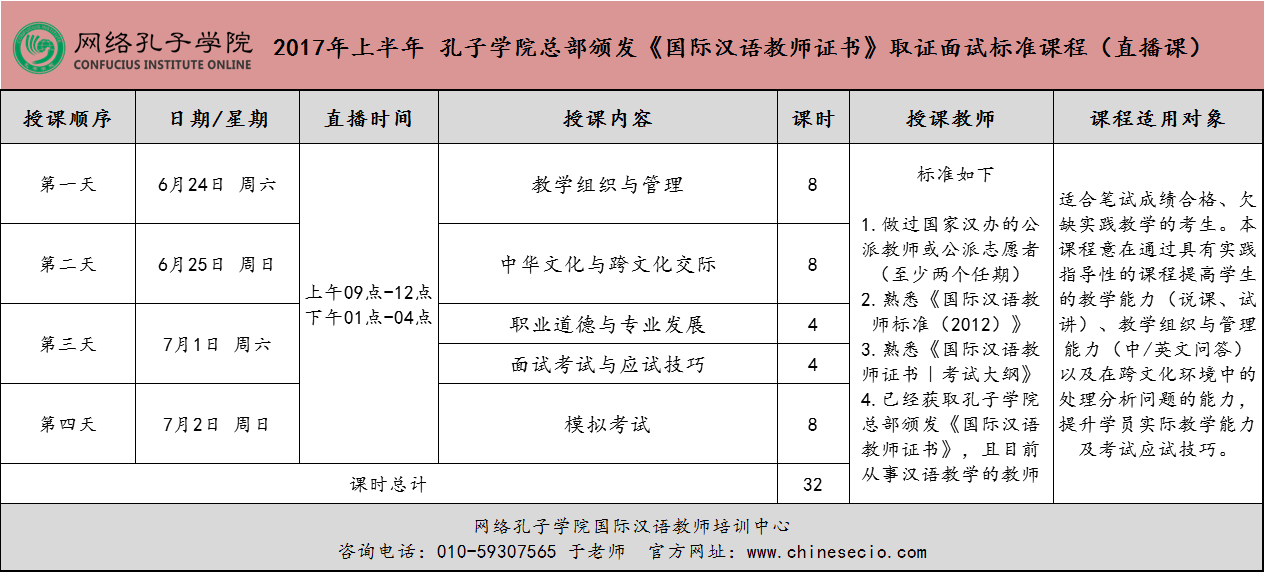 网络孔子学院
CONFUCIUS INSTITUTE ONLINE
2017年上半年 孔子学院总部颁发《国际汉语教师证书》取证面试标准课程（直播课）
授课顺序 日期/星期 直播时间 授课内容 课时 授课教师 课程适用对象
第一天 6月24日 周六 教学组织与管理 8
第二天 6月25日 周日 中华文化与跨文化交际 8
上午09点-12点
下午01点-04点
第三天 7月1日 周六 职业道德与专业发展 4
面试考试与应试技巧 4
第四天 7月2日 周日 模拟考试 8
课时总计 32
标准如下
1.做过国家汉办的公
派教师或公派志愿者
（至少两个任期）
2.熟悉《国际汉语教
师标准（2012）》
3.熟悉《国际汉语教
师证书|考试大纲》
4.已经获取孔子学院
总部颁发《国际汉语
教师证书》，且目前
从事汉语教学的教师
适合笔试成绩合格、欠
缺实践教学的考生。本
课程意在通过具有实践
指导性的课程提高学生
的教学能力（说课、试
讲）、教学组织与管理
能力（中/英文问答）
以及在跨文化环境中的
处理分析问题的能力，
提升学员实际教学能力
及考试应试技巧。
网络孔子学院国际汉语教师培训中心
咨询电话：010-59307565 于老师 官方网址：www.chinesecio.com